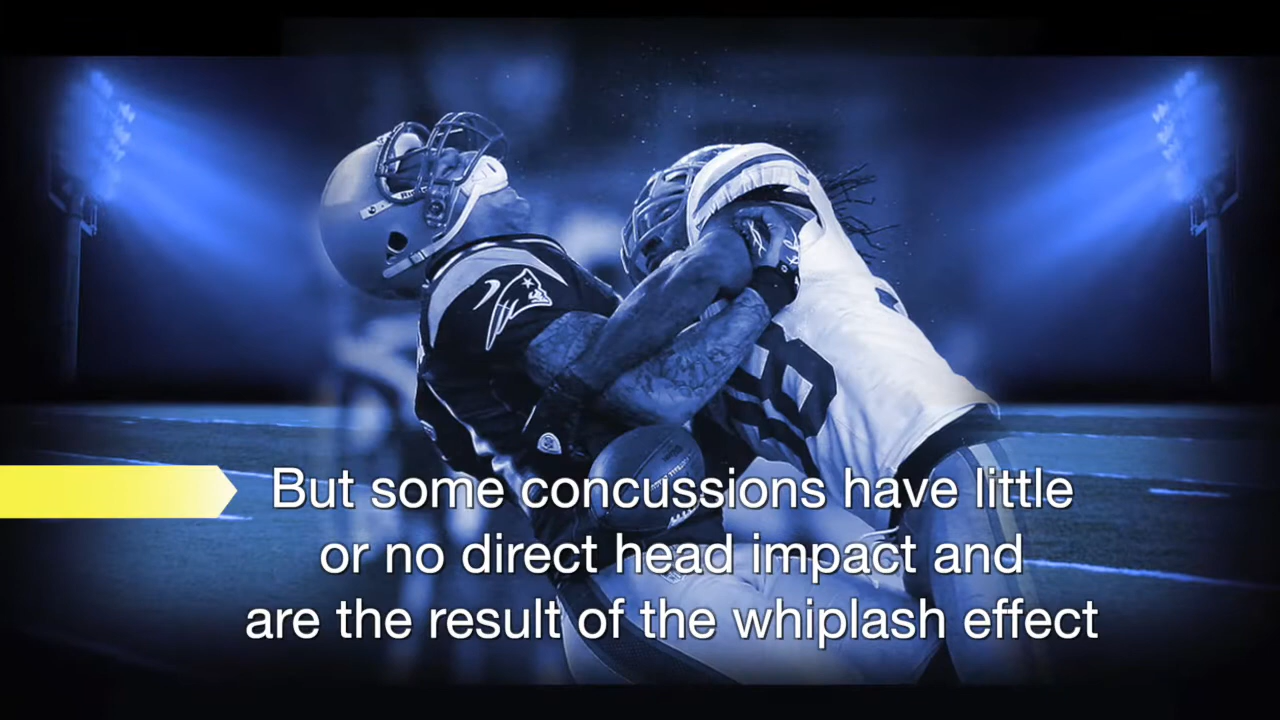 But some concussions have little
or no direct head impact and
are the result of the whiplash effect